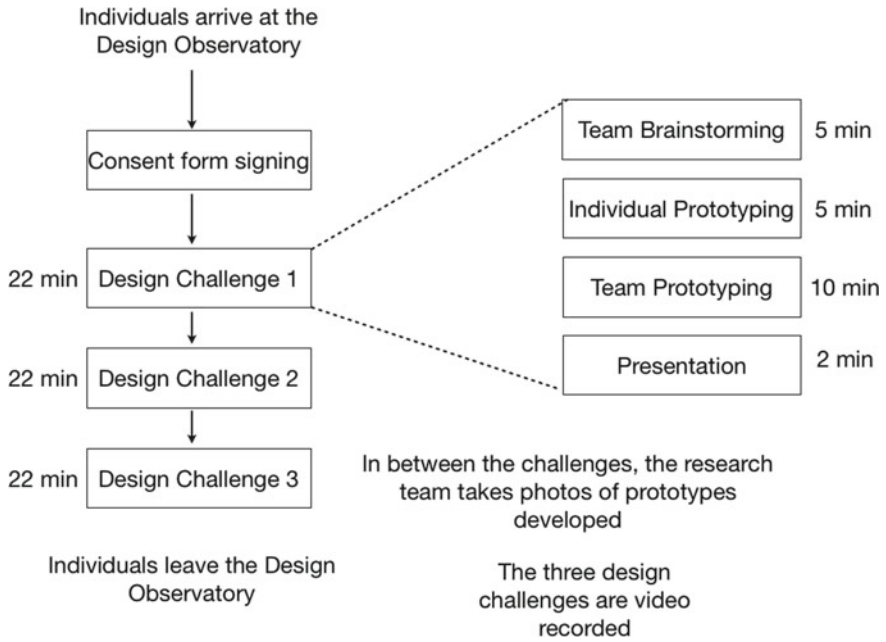 Individuals arrive at the
Design Observatory
Consent form signing
22 min
Design Challenge 1
22 min
Design Challenge 2
22 min
Design Challenge 3
Individuals leave the Design
Observatory
Team Brainstorming
5 min
Individual Prototyping
5 min
Team Prototyping
10 min
Presentation
2 min
In between the challenges, the research
team takes photos of prototypes
developed
The three design
challenges are video
recorded